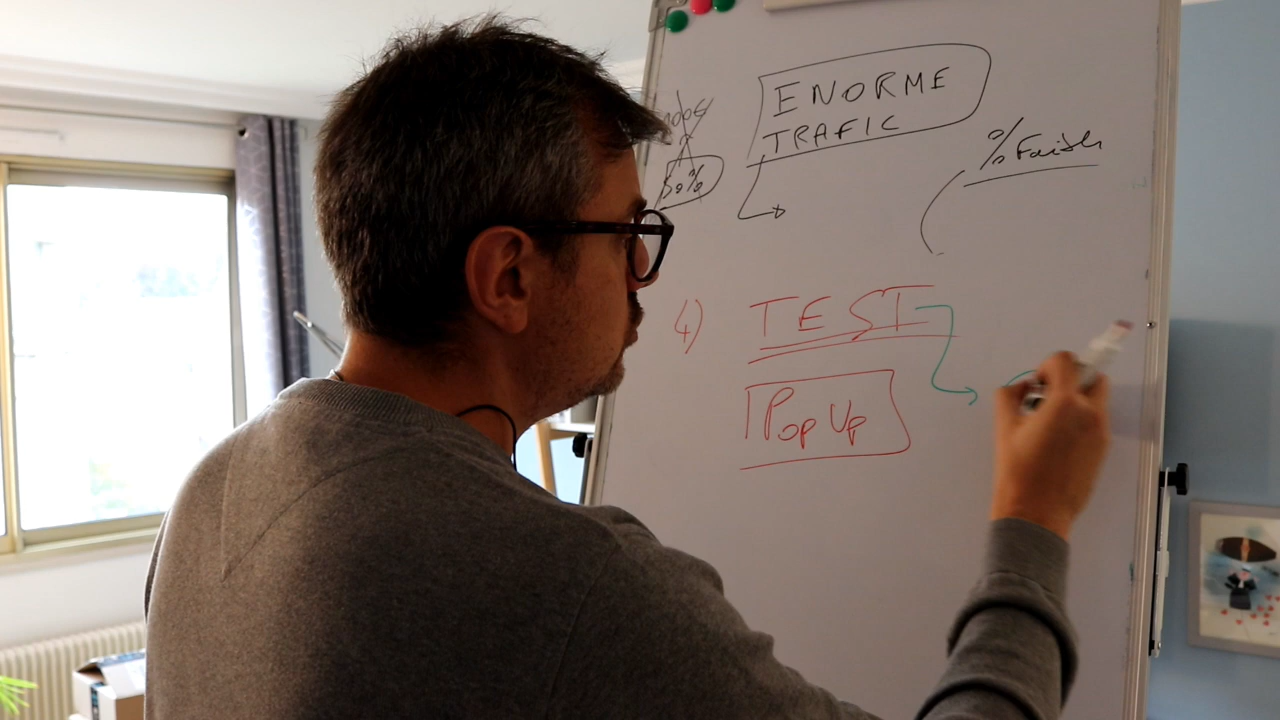 ENORME
TRAFIC
% Faible
4) TEST
Pop Up